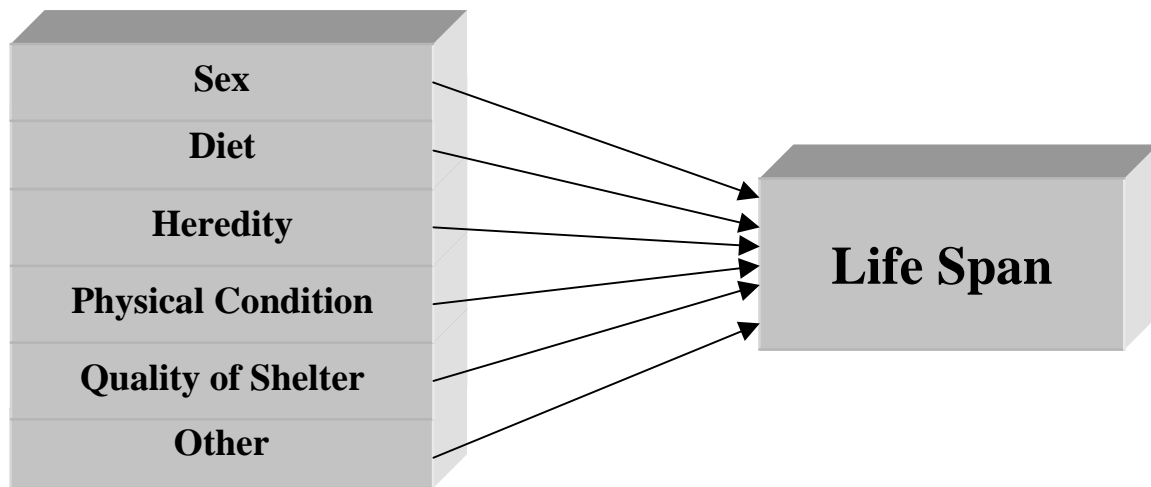 Sex
Diet
Heredity
Physical Condition
Quality of Shelter
Other
Life Span